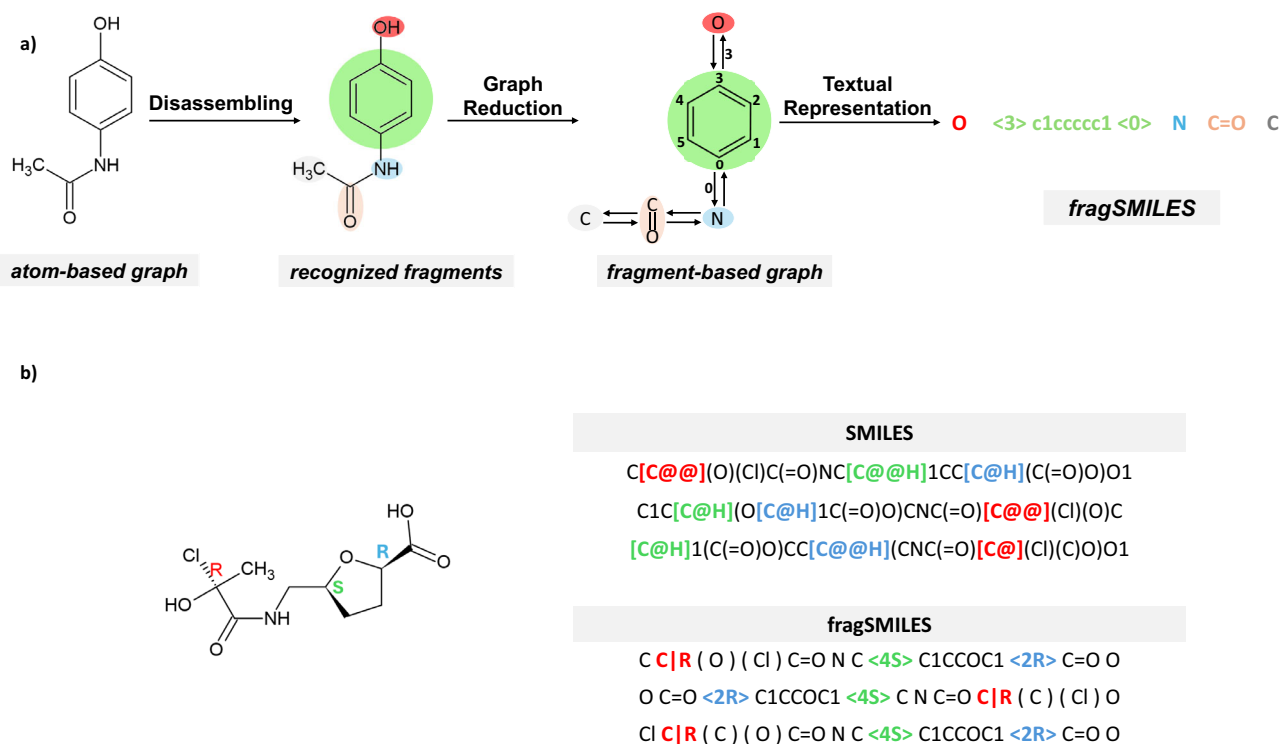 a)
OH
H3C
NH
O
Disassembling
OH
H3C
NH
O
Graph
Reduction
O
3
3
4 2
5 1
0
0
C C N
O
Textual
Representation
O <3> c1ccccc1 <0> N C=O C
fragSMILES
atom-based graph
recognized fragments
fragment-based graph
b)
Cl R CH3
HO
O
NH
O
S
R
HO
O
SMILES
C[C@@](O)(Cl)C(=O)NC[C@@H]1CC[C@H](C(=O)O)O1
C1C[C@H](O[C@H]1C(=O)O)CNC(=O)[C@@](Cl)(O)C
[C@H]1(C(=O)O)CC[C@@H](CNC(=O)[C@](Cl)(C)O)O1
fragSMILES
C C|R ( O ) ( Cl ) C=O N C <4S> C1CCOC1 <2R> C=O O
O C=O <2R> C1CCOC1 <4S> C N C=O C|R ( C ) ( Cl ) O
Cl C|R ( C ) ( O ) C=O N C <4S> C1CCOC1 <2R> C=O O